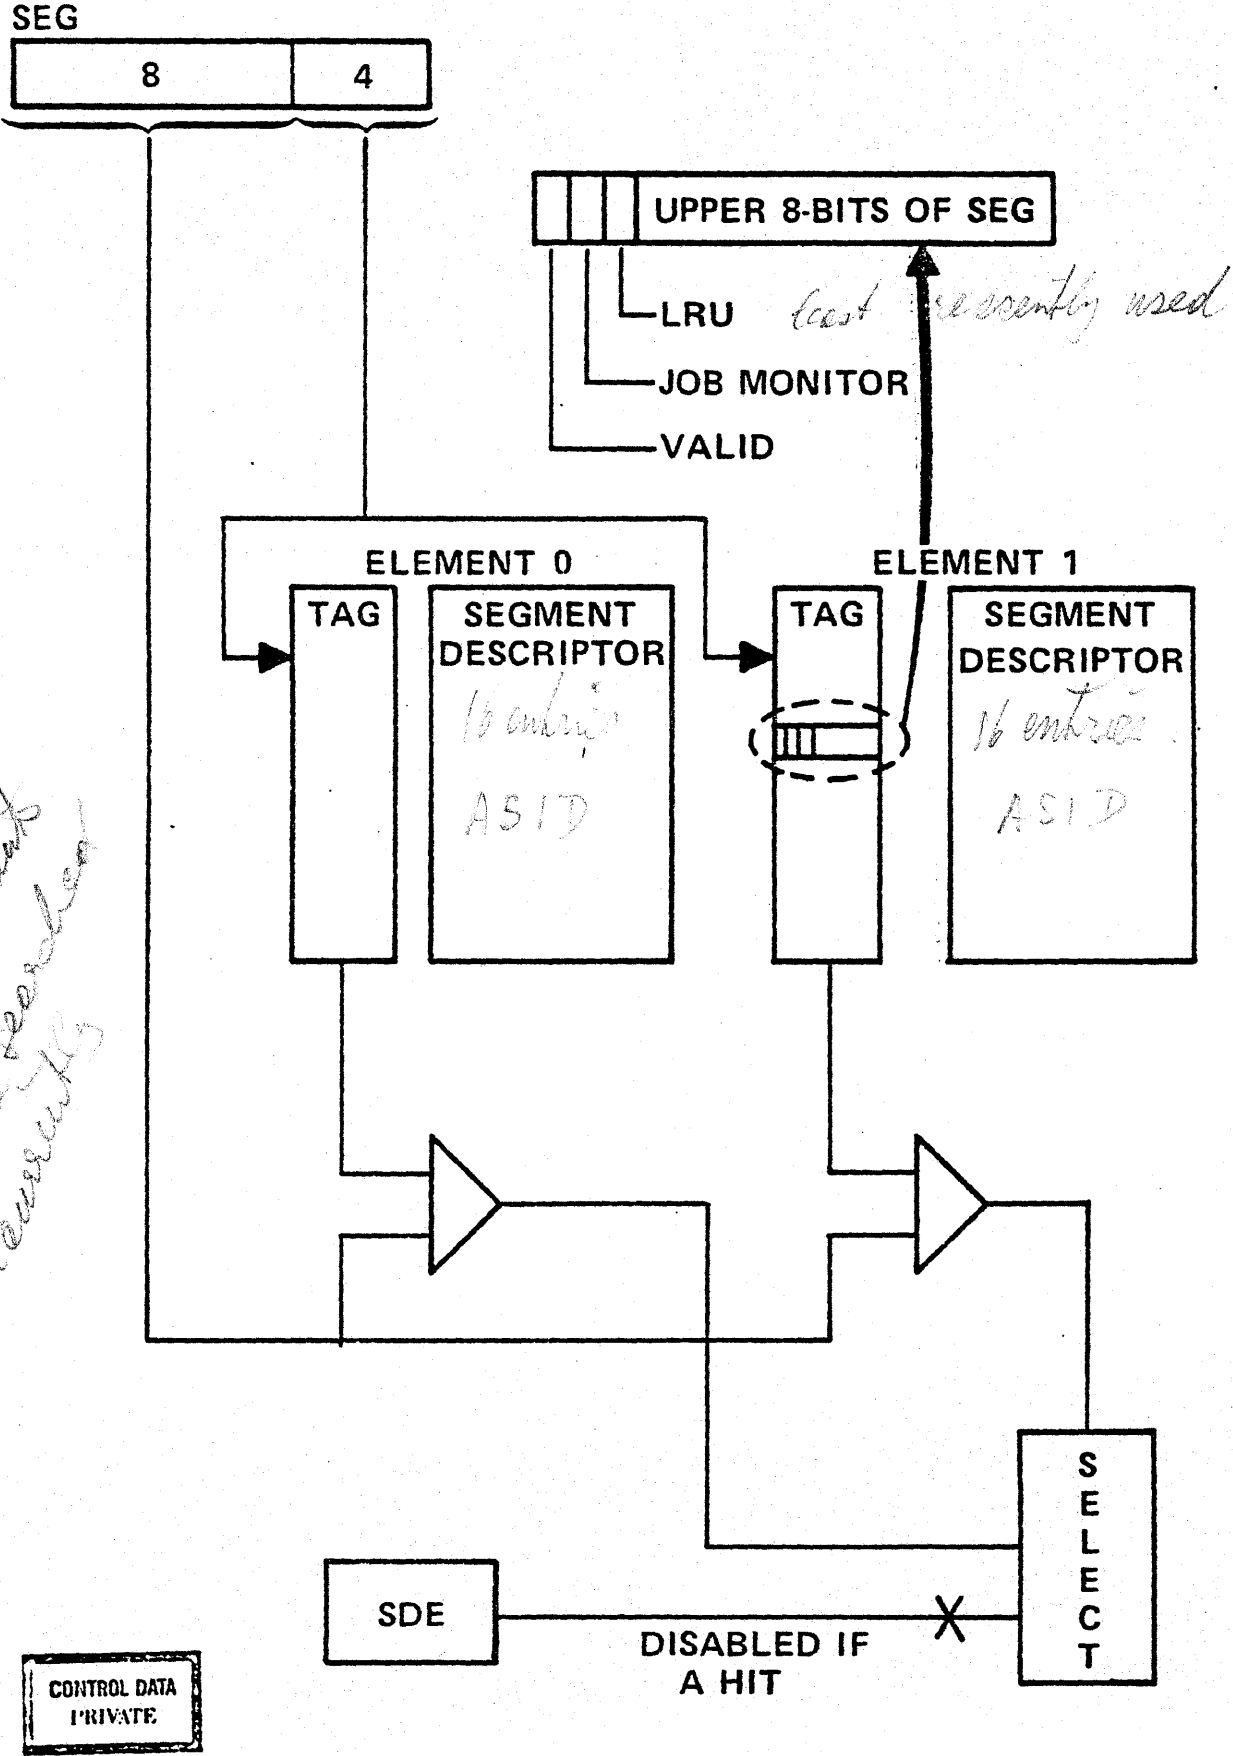 SEG
8 4
UPPER 8-BITS OF SEG
LRU least recently used
JOB MONITOR
VALID
ELEMENT 0 ELEMENT 1
TAG
SEGMENT
DESCRIPTOR
16 entries
ASID
TAG
SEGMENT
DESCRIPTOR
16 entries
ASID
SELECT
SDE
DISABLED IF
A HIT
CONTROL DATA
PRIVATE